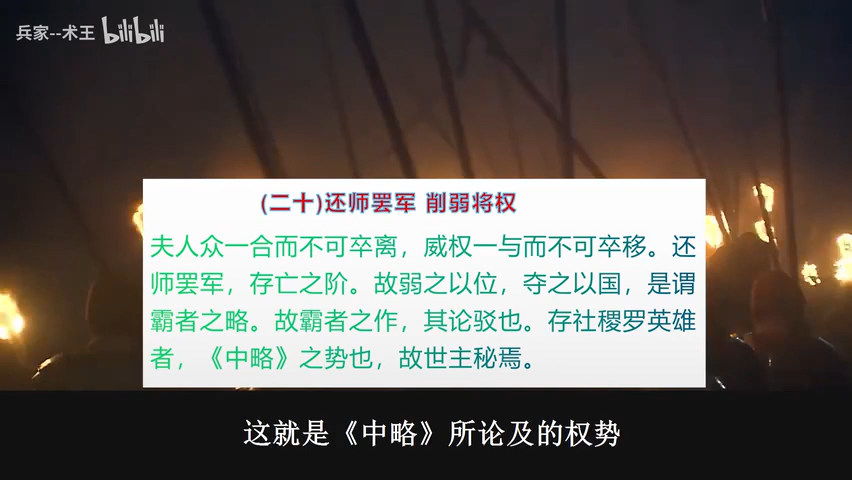 兵家--术王 bilibili
(二十)还师罢军 削弱将权
夫人众一合而不可卒离，威权一与而不可卒移。还
师罢军，存亡之阶。故弱之以位，夺之以国，是谓
霸者之略。故霸者之作，其论驳也。存社稷罗英雄
者，《中略》之势也，故世主秘焉。
这就是《中略》所论及的权势